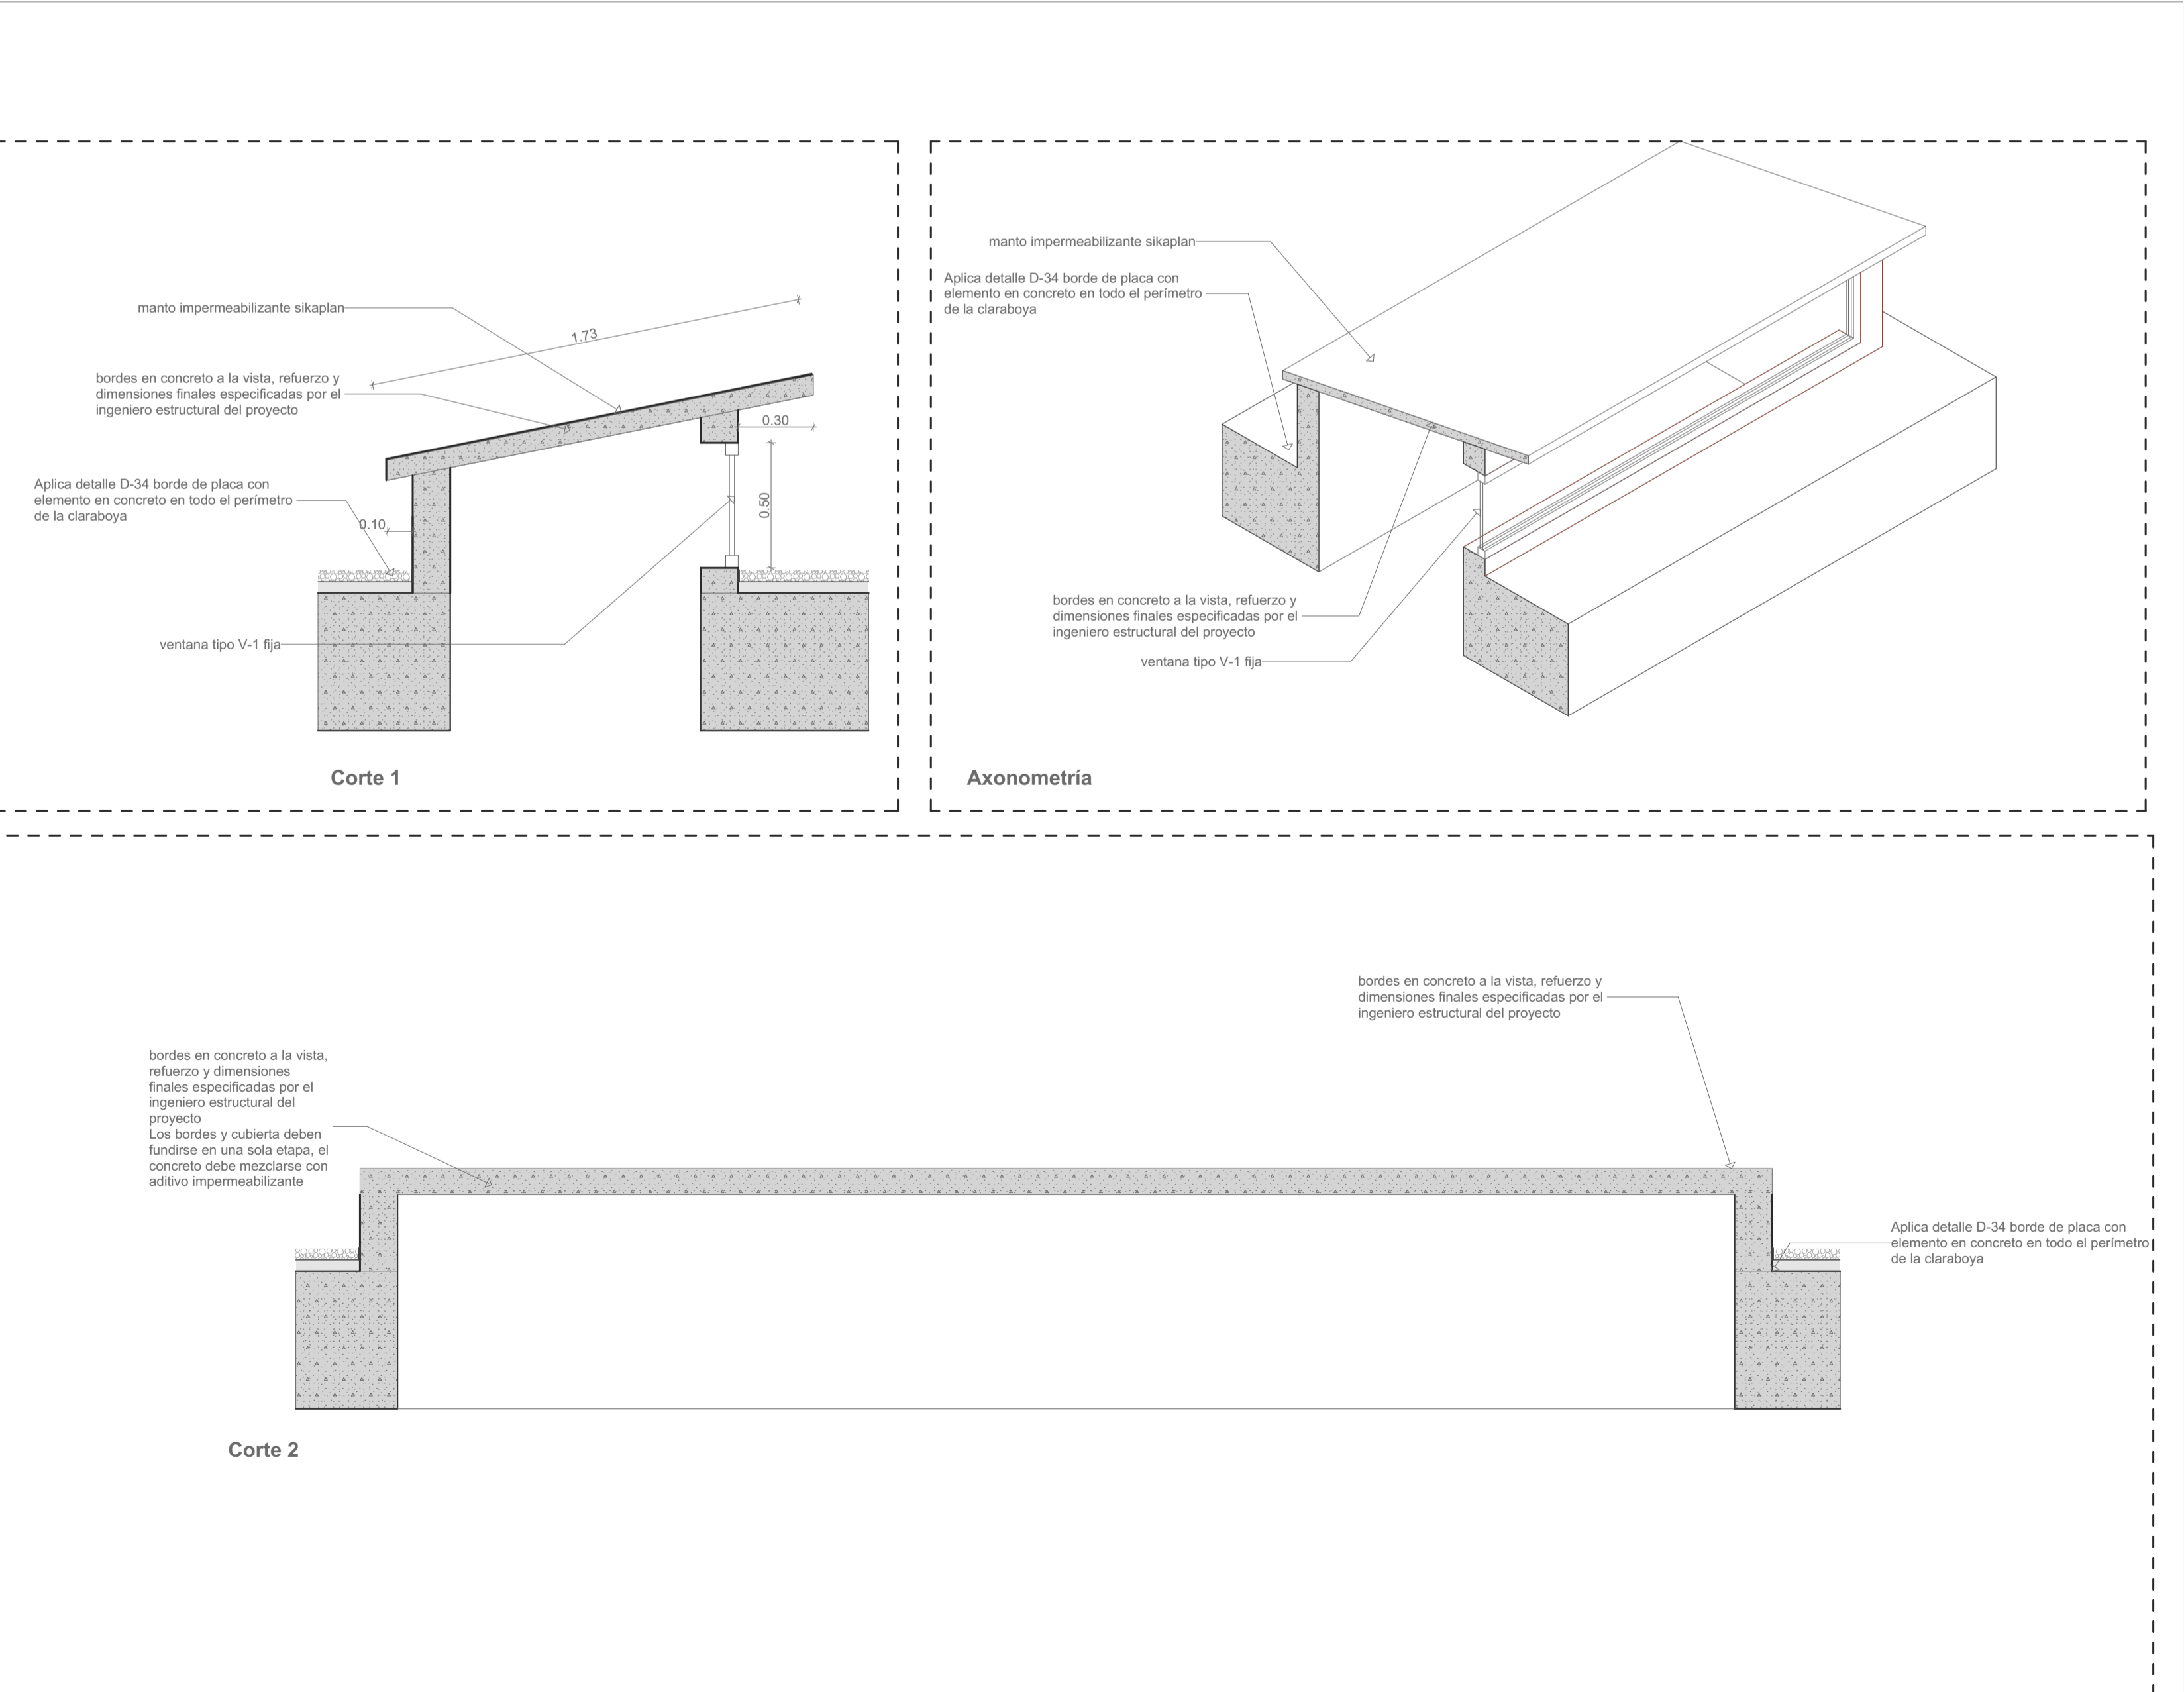 manto impermeabilizante sikaplan
1.73
bordes en concreto a la vista, refuerzo y
dimensiones finales especificadas por el
ingeniero estructural del proyecto
0.30
Aplica detalle D-34 borde de placa con
elemento en concreto en todo el perímetro
de la claraboya
0.10
0.50
ventana tipo V-1 fija
Corte 1
manto impermeabilizante sikaplan
Aplica detalle D-34 borde de placa con
elemento en concreto en todo el perímetro
de la claraboya
bordes en concreto a la vista, refuerzo y
dimensiones finales especificadas por el
ingeniero estructural del proyecto
ventana tipo V-1 fija
Axonometría
bordes en concreto a la vista, refuerzo y
dimensiones finales especificadas por el
ingeniero estructural del proyecto
bordes en concreto a la vista,
refuerzo y dimensiones
finales especificadas por el
ingeniero estructural del
proyecto
Los bordes y cubierta deben
fundirse en una sola etapa, el
concreto debe mezclarse con
aditivo impermeabilizante
Aplica detalle D-34 borde de placa con
elemento en concreto en todo el perímetro
de la claraboya
Corte 2